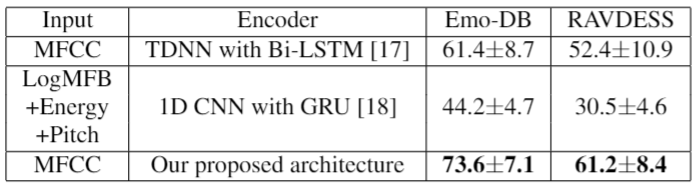 Input Encoder Emo-DB RAVDESS
MFCC TDNN with Bi-LSTM [17] 61.4±8.7 52.4±10.9
LogMFB
+Energy 1D CNN with GRU [18] 44.2±4.7 30.5±4.6
+Pitch
MFCC Our proposed architecture 73.6±7.1 61.2±8.4